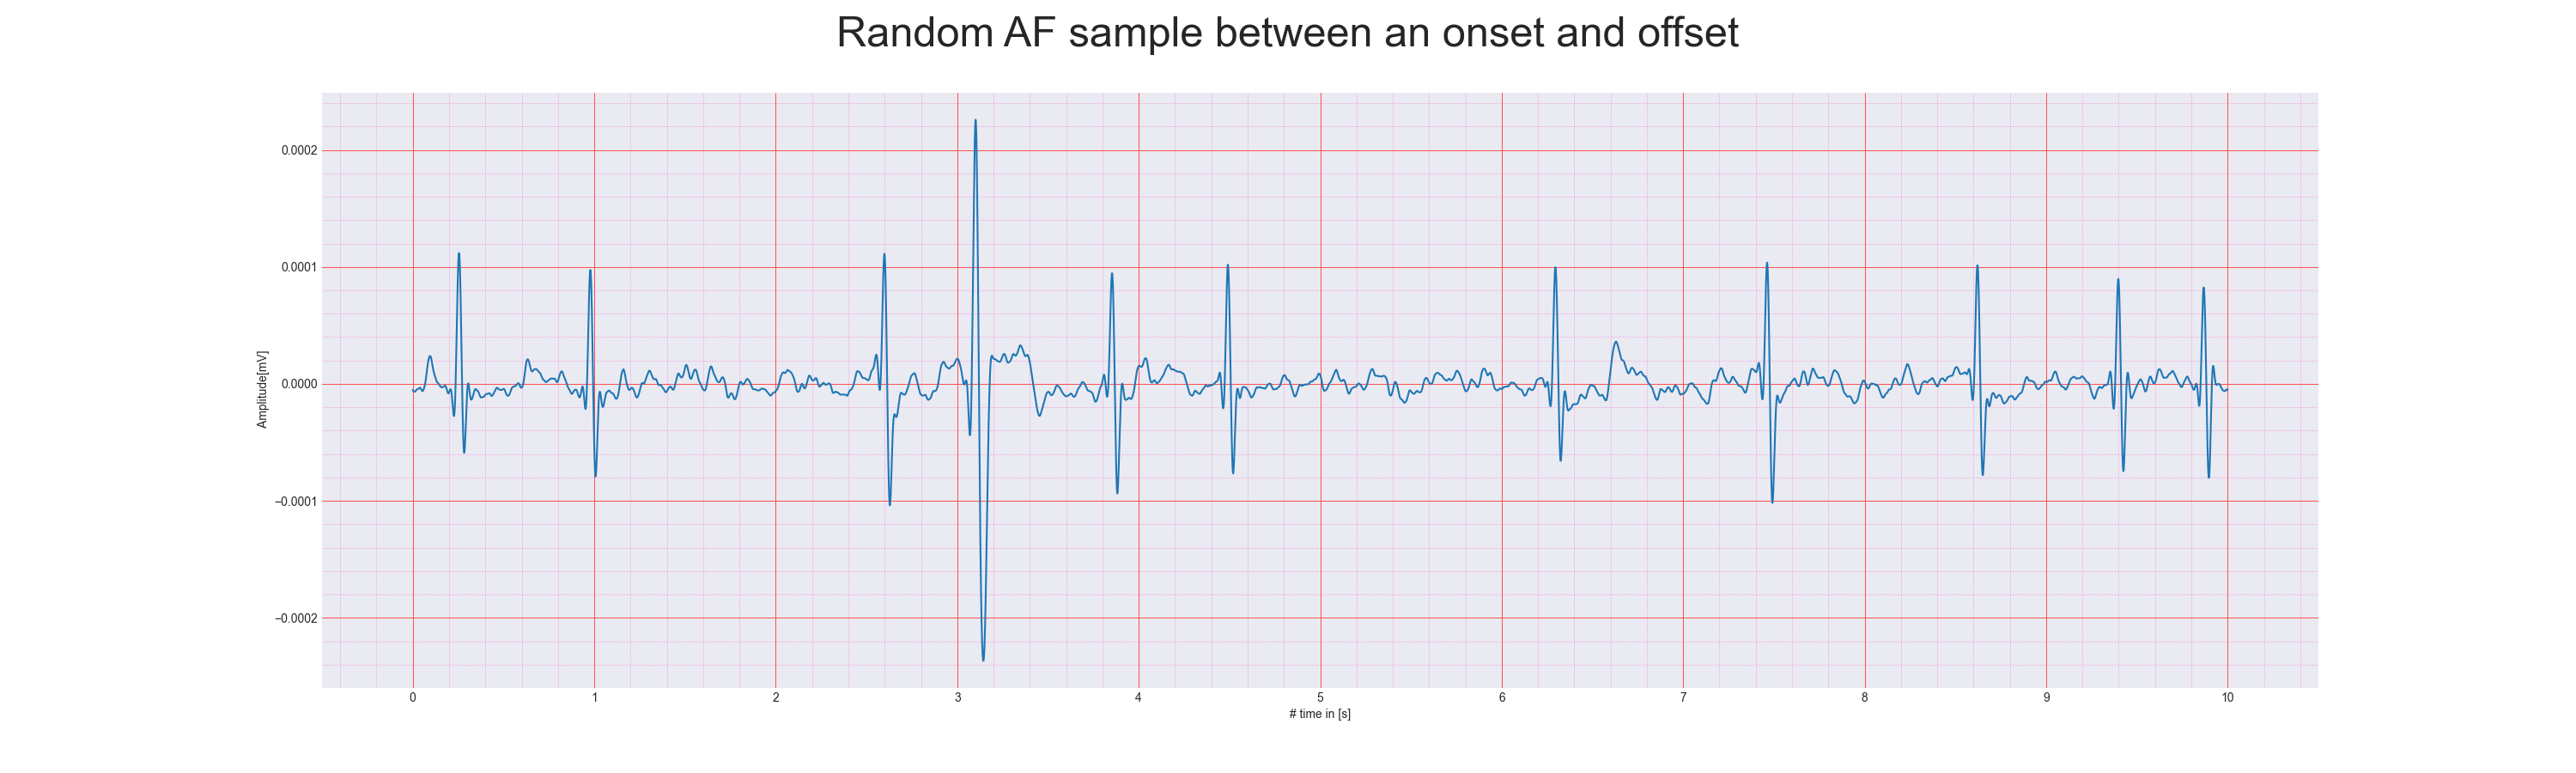 Random AF sample between an onset and offset
Amplitude[mV]
0.0002
0.0001
0.0000
−0.0001
−0.0002
0 1 2 3 4 5 6 7 8 9 10
# time in [s]